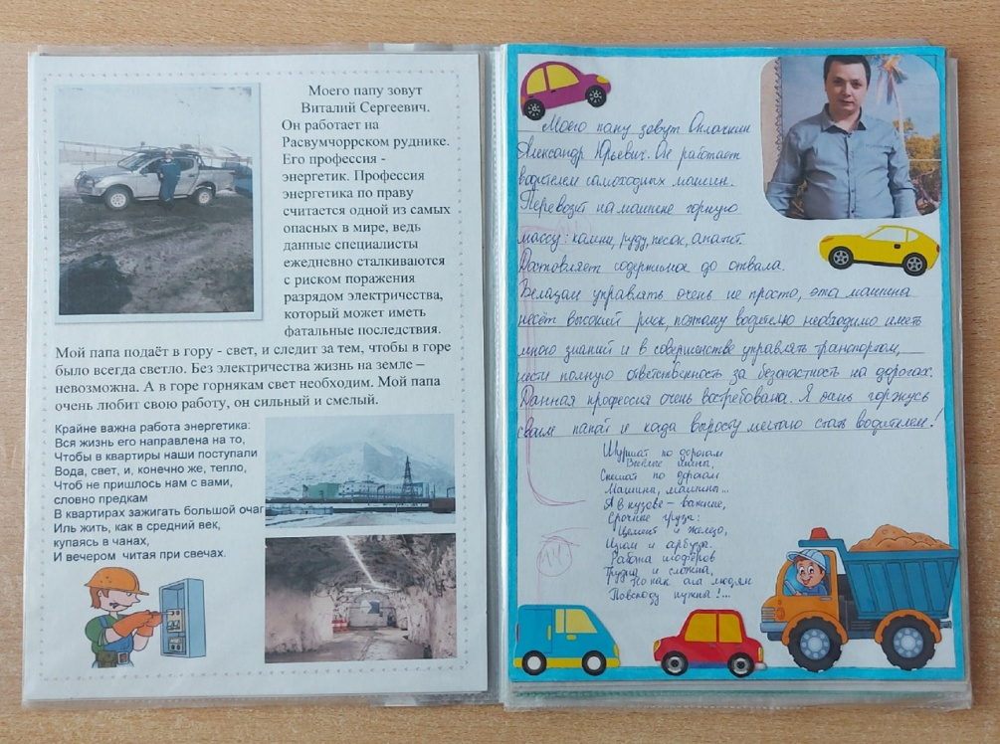 Моего папу зовут
Виталий Сергеевич.
Он работает на
Расвумчоррском руднике.
Его профессия -
энергетик. Профессия
энергетика по праву
считается одной из самых
опасных в мире, ведь
данные специалисты
ежедневно сталкиваются
с риском поражения
разрядом электричества,
который может иметь
фатальные последствия.
Мой папа подаёт в гору - свет, и следит за тем, чтобы в горе
было всегда светло. Без электричества жизнь на земле –
невозможна. А в горе горнякам свет необходим. Мой папа
очень любит свою работу, он сильный и смелый.
Крайне важна работа энергетика:
Вся жизнь его направлена на то,
Чтобы в квартиры наши поступали
Вода, свет, и, конечно же, тепло,
Чтоб не пришлось нам с вами,
словно предкам
В квартирах зажигать большой очаг
Иль жить, как в средний век,
купаясь в чанах,
И вечером читая при свечах.
Моего папу зовут
Александр Юрьевич. Он работает
водителем самоходных машин.
Перевозит на машине горную
массу: камни, руду, песок, апатит.
Доставляет содержимое до отвала.
Белазом управлять очень не просто, эта машина
несёт высокий риск, поэтому водителю необходимо иметь
много знаний и в совершенстве управлять транспортом,
нести полную ответственность за безопасность на дорогах.
Данная профессия очень востребована. Я очень горжусь
своим папой и когда вырасту мечтаю стать водителем!
Шуршат по дорогам
Весёлые шины,
Спешат по дорогам
Машины, машины...
А в кузове – важные,
Срочные груза:
Цемент и железо,
Изюм и арбузы.
Работа шофёров
Трудна и сложна,
Но как она людям
Повсюду нужна!...